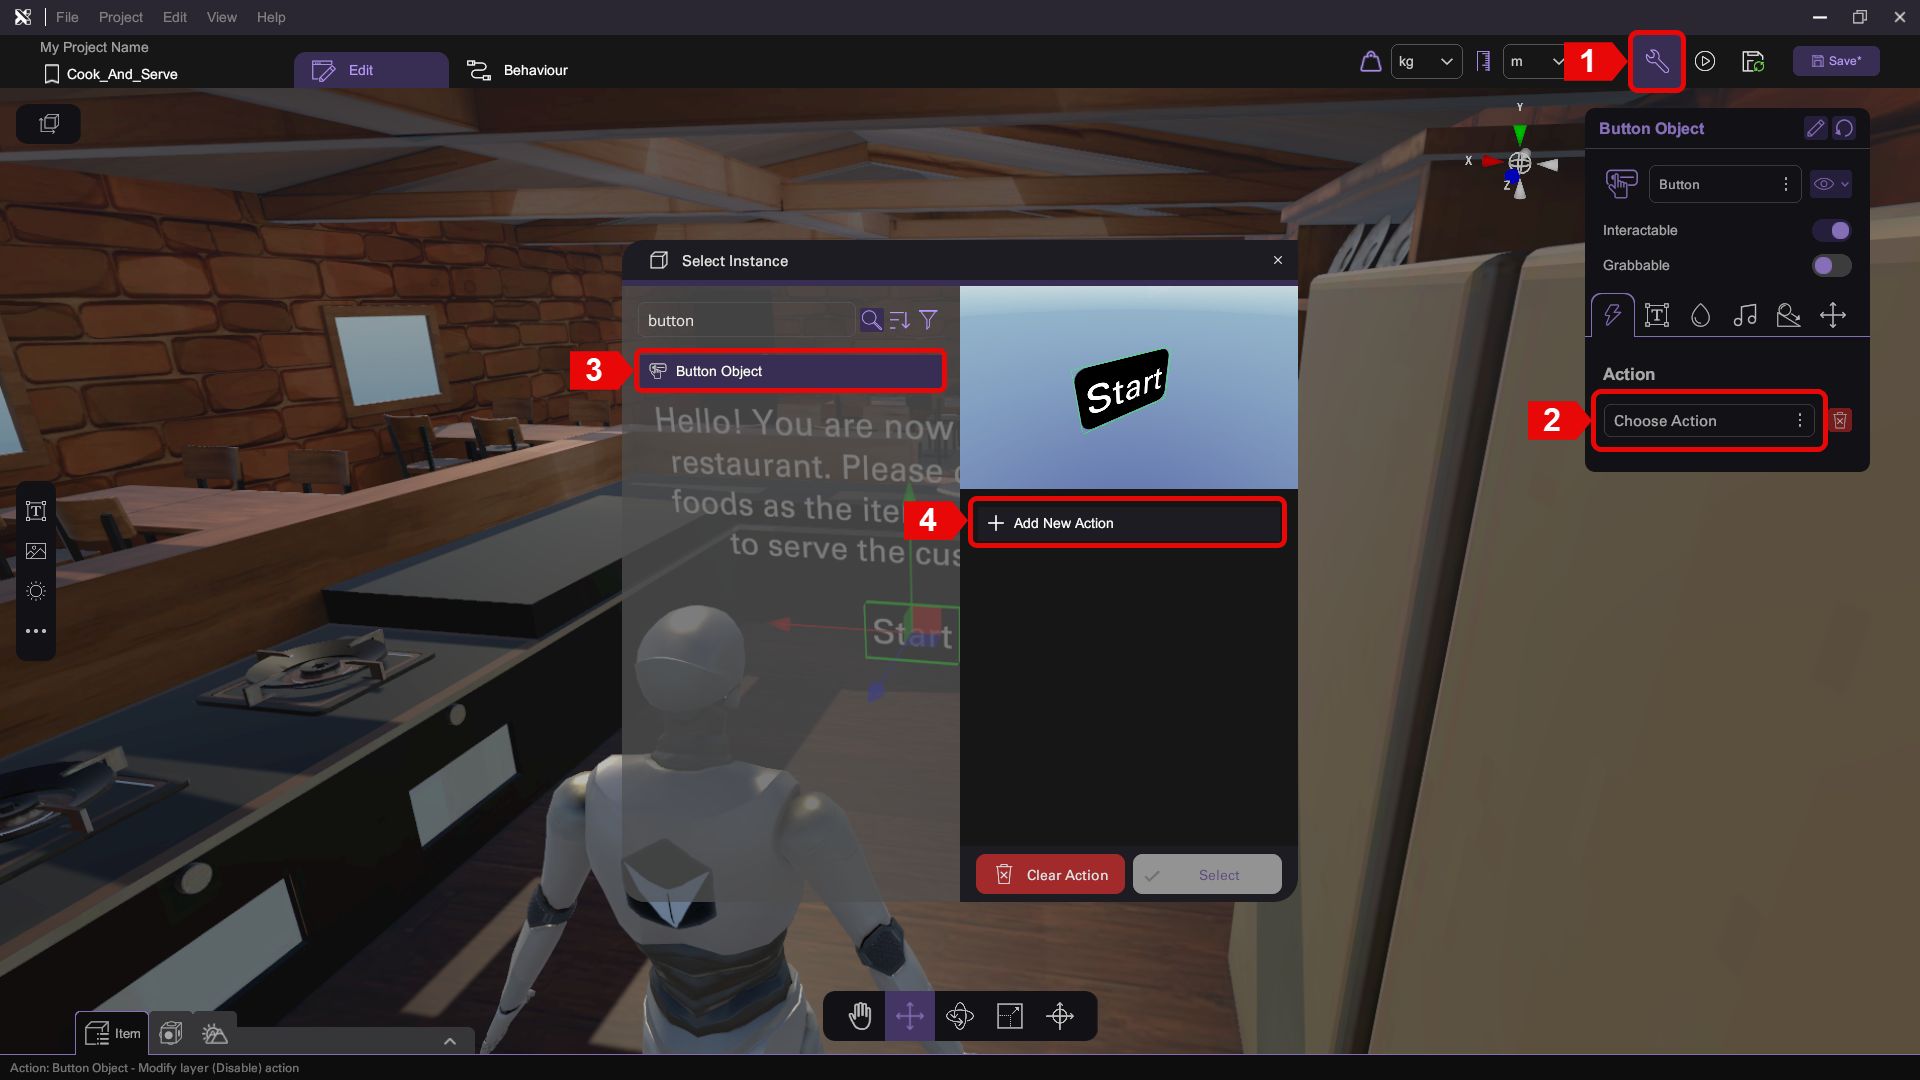 File Project Edit View Help
My Project Name
Cook_And_Serve
Edit
Behaviour
kg
m
1
Save*
Y
X
Z
Button Object
Button
Interactable
Grabbable
Action
2
Choose Action
Select Instance
button
3
Button Object
Start
Hello! You are now
restaurant. Please
foods as the ite
to serve the cus
Start
4
Add New Action
Clear Action
Select
Item
Action: Button Object - Modify layer (Disable) action